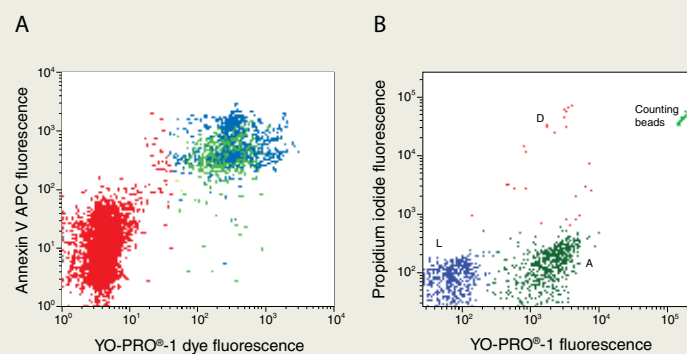 A
Annexin V APC fluorescence
10⁴
10³
10²
10¹
10⁰
10⁰ 10¹ 10² 10³ 10⁴
YO-PRO®-1 dye fluorescence
B
Propidium iodide fluorescence
10⁵
10⁴
10³
10²
D
Counting
beads
L
A
10² 10³ 10⁴ 10⁵
YO-PRO®-1 fluorescence